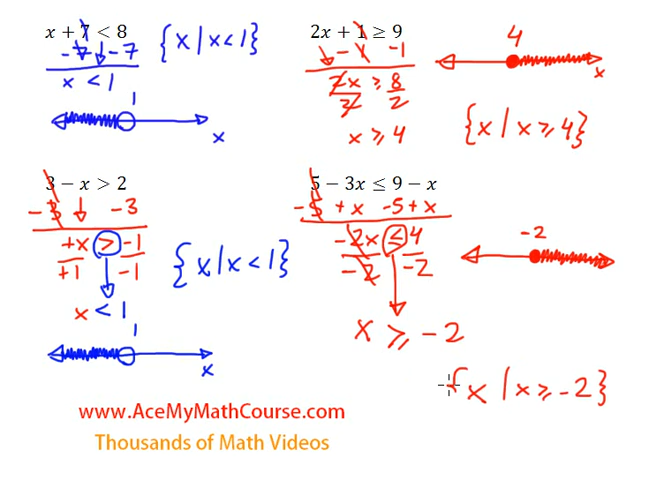 x + 7 < 8
- 7 ↓ - 7
x < 1
{x | x < 1}
1
x
2x + 1 ≥ 9
↓ - 1 -1
2x ≥ 8
2 2
x ≥ 4
4
x
{x | x ≥ 4}
3 − x > 2
- 3 ↓ - 3
+x > -1
+1 -1
x < 1
{x | x < 1}
1
x
5 − 3x ≤ 9 − x
- 5 + x -5 + x
-2x ≤ 4
-2 -2
x ≥ -2
-2
{x | x ≥ -2}
www.AceMyMathCourse.com
Thousands of Math Videos